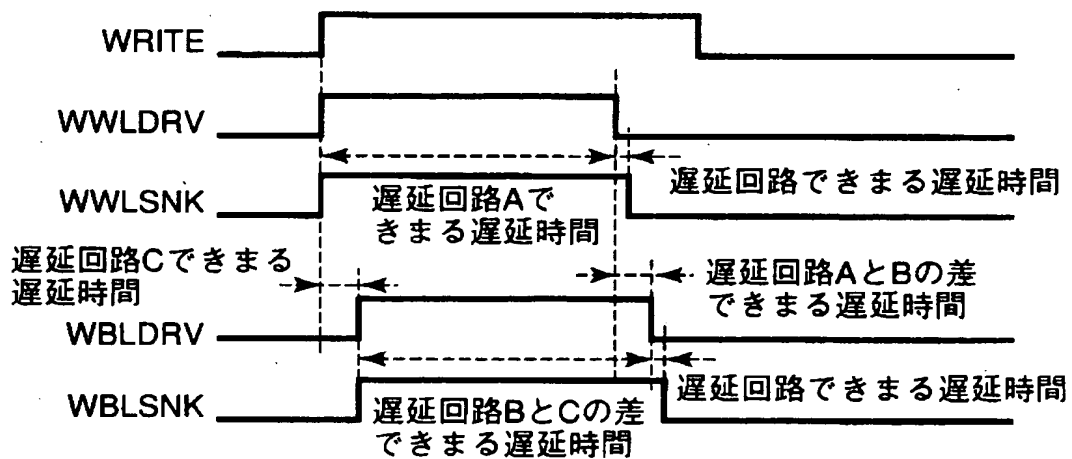 WRITE
WWLDRV
遅延回路できまる遅延時間
WWLSNK
遅延回路Aで
きまる遅延時間
遅延回路Cできまる
遅延時間
遅延回路AとBの差
できまる遅延時間
WBLDRV
遅延回路できまる遅延時間
WBLSNK
遅延回路BとCの差
できまる遅延時間